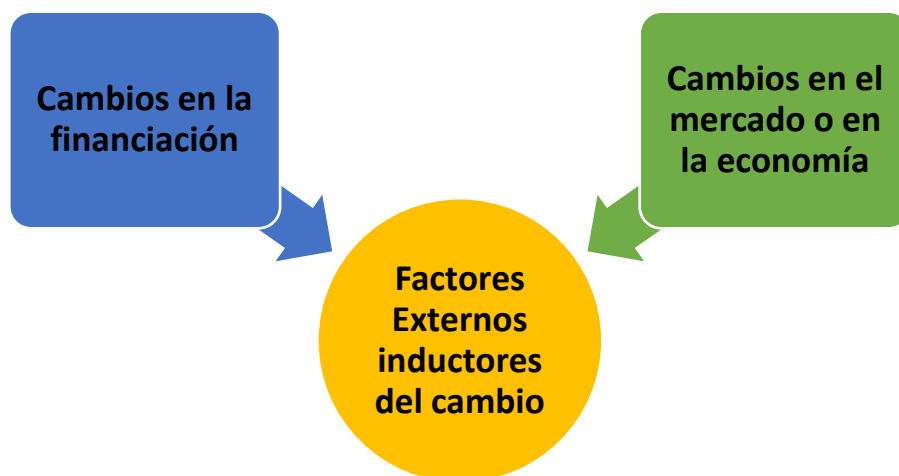 Cambios en la
financiación
Cambios en el
mercado o en
la economía
Factores
Externos
inductores
del cambio